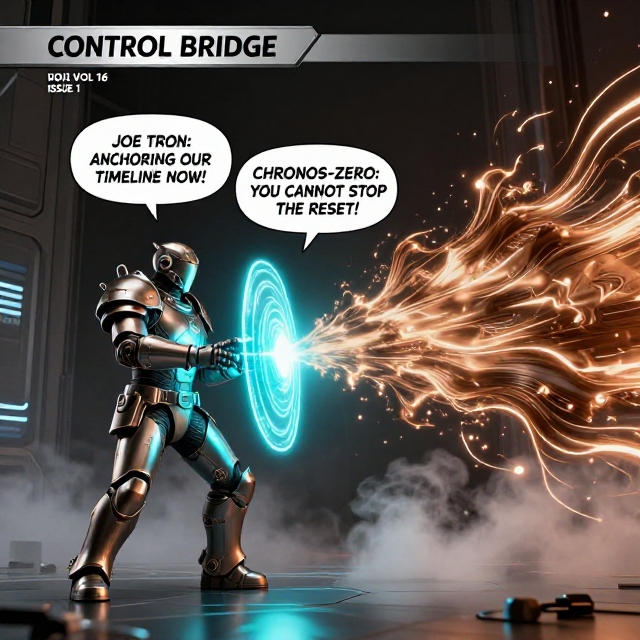 CONTROL BRIDGE
VOL 16
ISSUE 1
JOE TRON:
ANCHORING OUR
TIMELINE NOW!
CHRONOS-ZERO:
YOU CANNOT STOP
THE RESET!